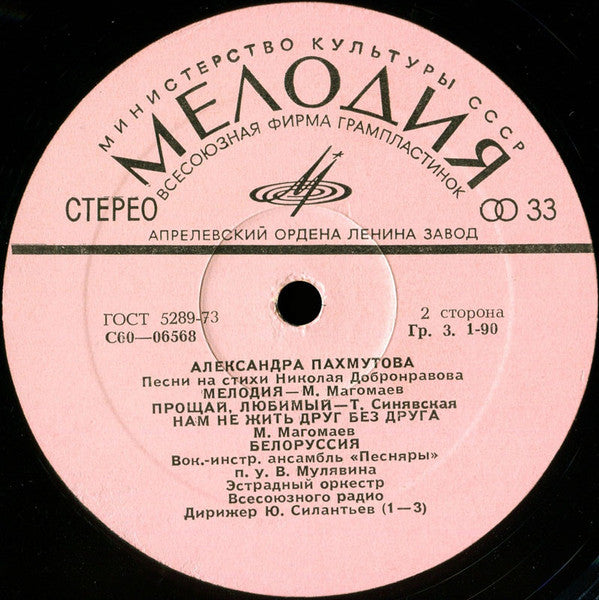 МИНИСТЕРСТВО КУЛЬТУРЫ СССР
МЕЛОДИЯ
ВСЕСОЮЗНАЯ ФИРМА ГРАМПЛАСТИНОК
СТЕРЕО
33
АПРЕЛЕВСКИЙ ОРДЕНА ЛЕНИНА ЗАВОД
ГОСТ 5289-73
2 сторона
С60—06568
Гр. 3. 1-90
АЛЕКСАНДРА ПАХМУТОВА
Песни на стихи Николая Добронравова
МЕЛОДИЯ—М. Магомаев
ПРОЩАЙ, ЛЮБИМЫЙ—Т. Синявская
НАМ НЕ ЖИТЬ ДРУГ БЕЗ ДРУГА
М. Магомаев
БЕЛОРУССИЯ
Вок.-инстр. ансамбль «Песняры»
п. у. В. Мулявина
Эстрадный оркестр
Всесоюзного радио
Дирижер Ю. Силантьев (1—3)